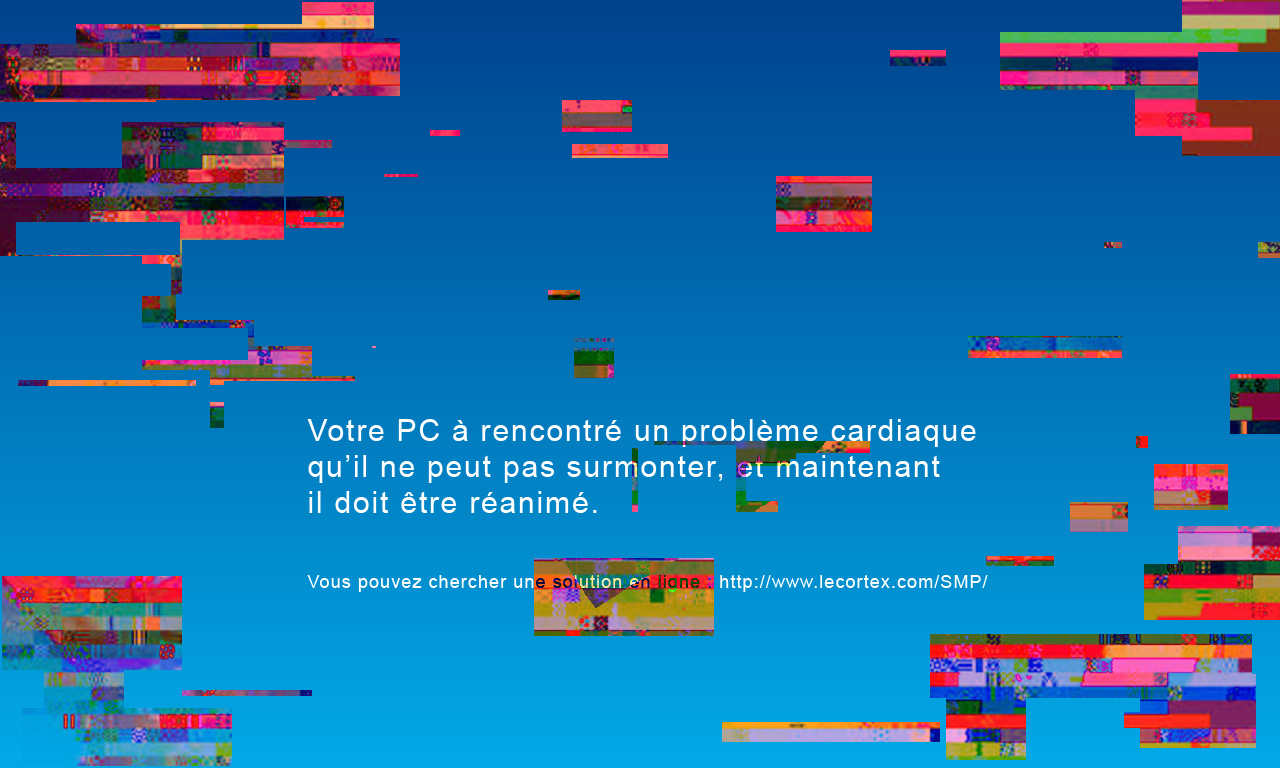 Votre PC à rencontré un problème cardiaque
qu’il ne peut pas surmonter, et maintenant
il doit être réanimé.
Vous pouvez chercher une solution en ligne : http://www.lecortex.com/SMP/